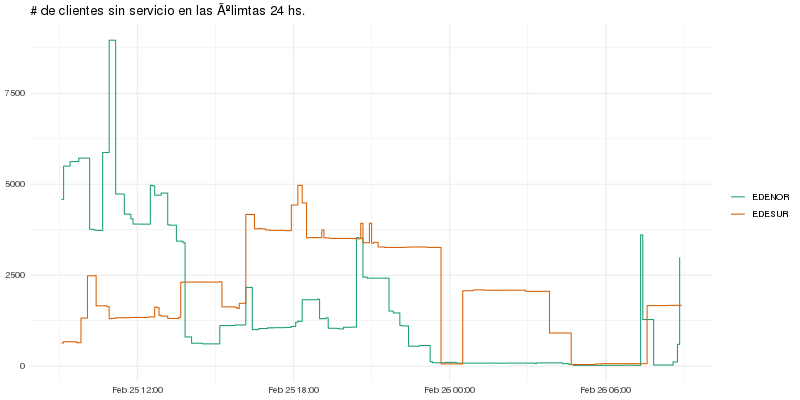 # de clientes sin servicio en las Ãºlimtas 24 hs.
7500
5000
2500
0
Feb 25 12:00
Feb 25 18:00
Feb 26 00:00
Feb 26 06:00
EDENOR
EDESUR